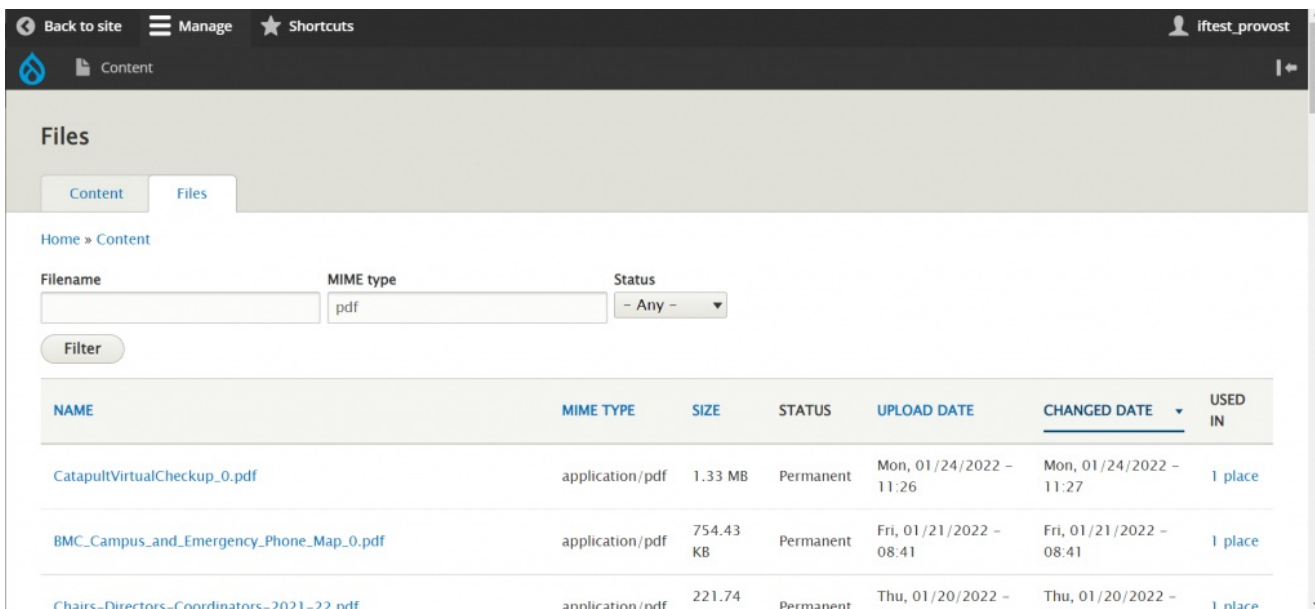 Back to site Manage Shortcuts iftest_provost
Content
Files
Content Files
Home » Content
Filename MIME type Status
pdf – Any –
Filter
NAME MIME TYPE SIZE STATUS UPLOAD DATE CHANGED DATE USED IN
CatapultVirtualCheckup_0.pdf application/pdf 1.33 MB Permanent Mon, 01/24/2022 – 11:26 Mon, 01/24/2022 – 11:27 1 place
BMC_Campus_and_Emergency_Phone_Map_0.pdf application/pdf 754.43 KB Permanent Fri, 01/21/2022 – 08:41 Fri, 01/21/2022 – 08:41 1 place
Chairs-Directors-Coordinators-2021-22.pdf application/pdf 221.74 Permanent Thu, 01/20/2022 – Thu, 01/20/2022 – 1 place